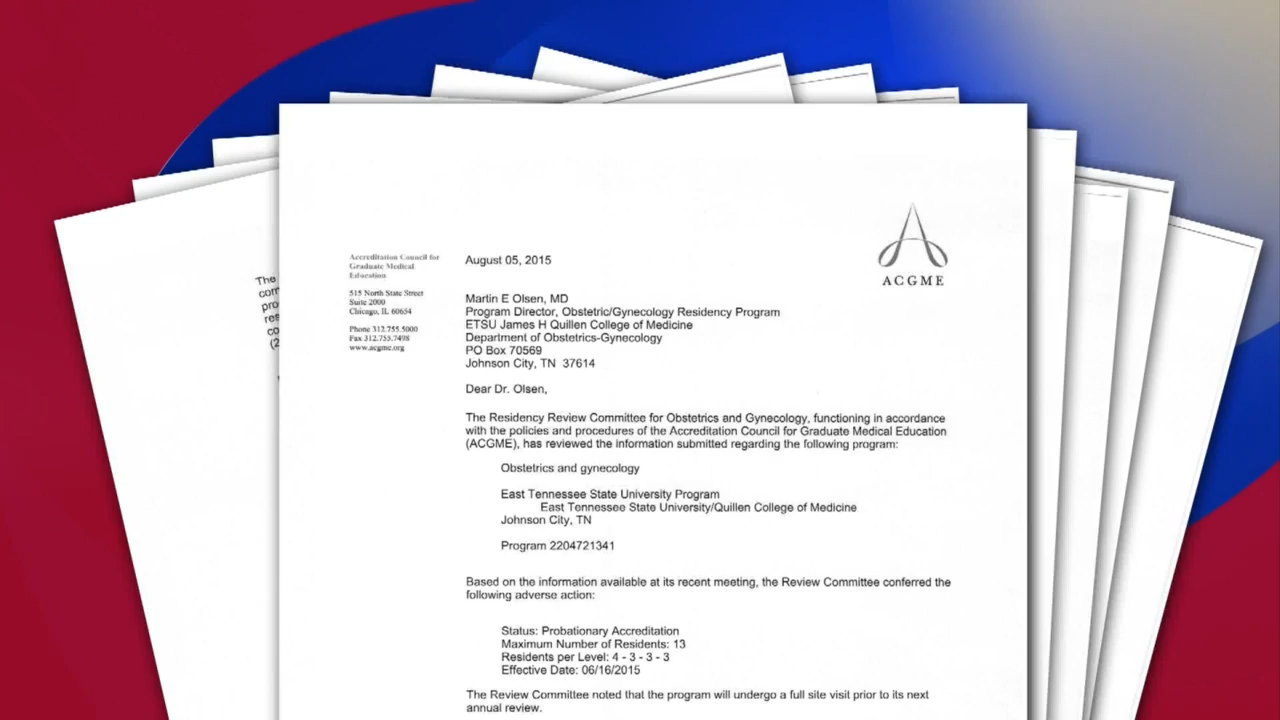 The
com
pro
res
co
(2
Accreditation Council for
Graduate Medical
Education
515 North State Street
Suite 2000
Chicago, IL 60654
Phone 312.755.5000
Fax 312.755.7498
www.acgme.org
ACGME
August 05, 2015
Martin E Olsen, MD
Program Director, Obstetric/Gynecology Residency Program
ETSU James H Quillen College of Medicine
Department of Obstetrics-Gynecology
PO Box 70569
Johnson City, TN 37614
Dear Dr. Olsen,
The Residency Review Committee for Obstetrics and Gynecology, functioning in accordance
with the policies and procedures of the Accreditation Council for Graduate Medical Education
(ACGME), has reviewed the information submitted regarding the following program:
Obstetrics and gynecology
East Tennessee State University Program
East Tennessee State University/Quillen College of Medicine
Johnson City, TN
Program 2204721341
Based on the information available at its recent meeting, the Review Committee conferred the
following adverse action:
Status: Probationary Accreditation
Maximum Number of Residents: 13
Residents per Level: 4 - 3 - 3 - 3
Effective Date: 06/16/2015
The Review Committee noted that the program will undergo a full site visit prior to its next
annual review.